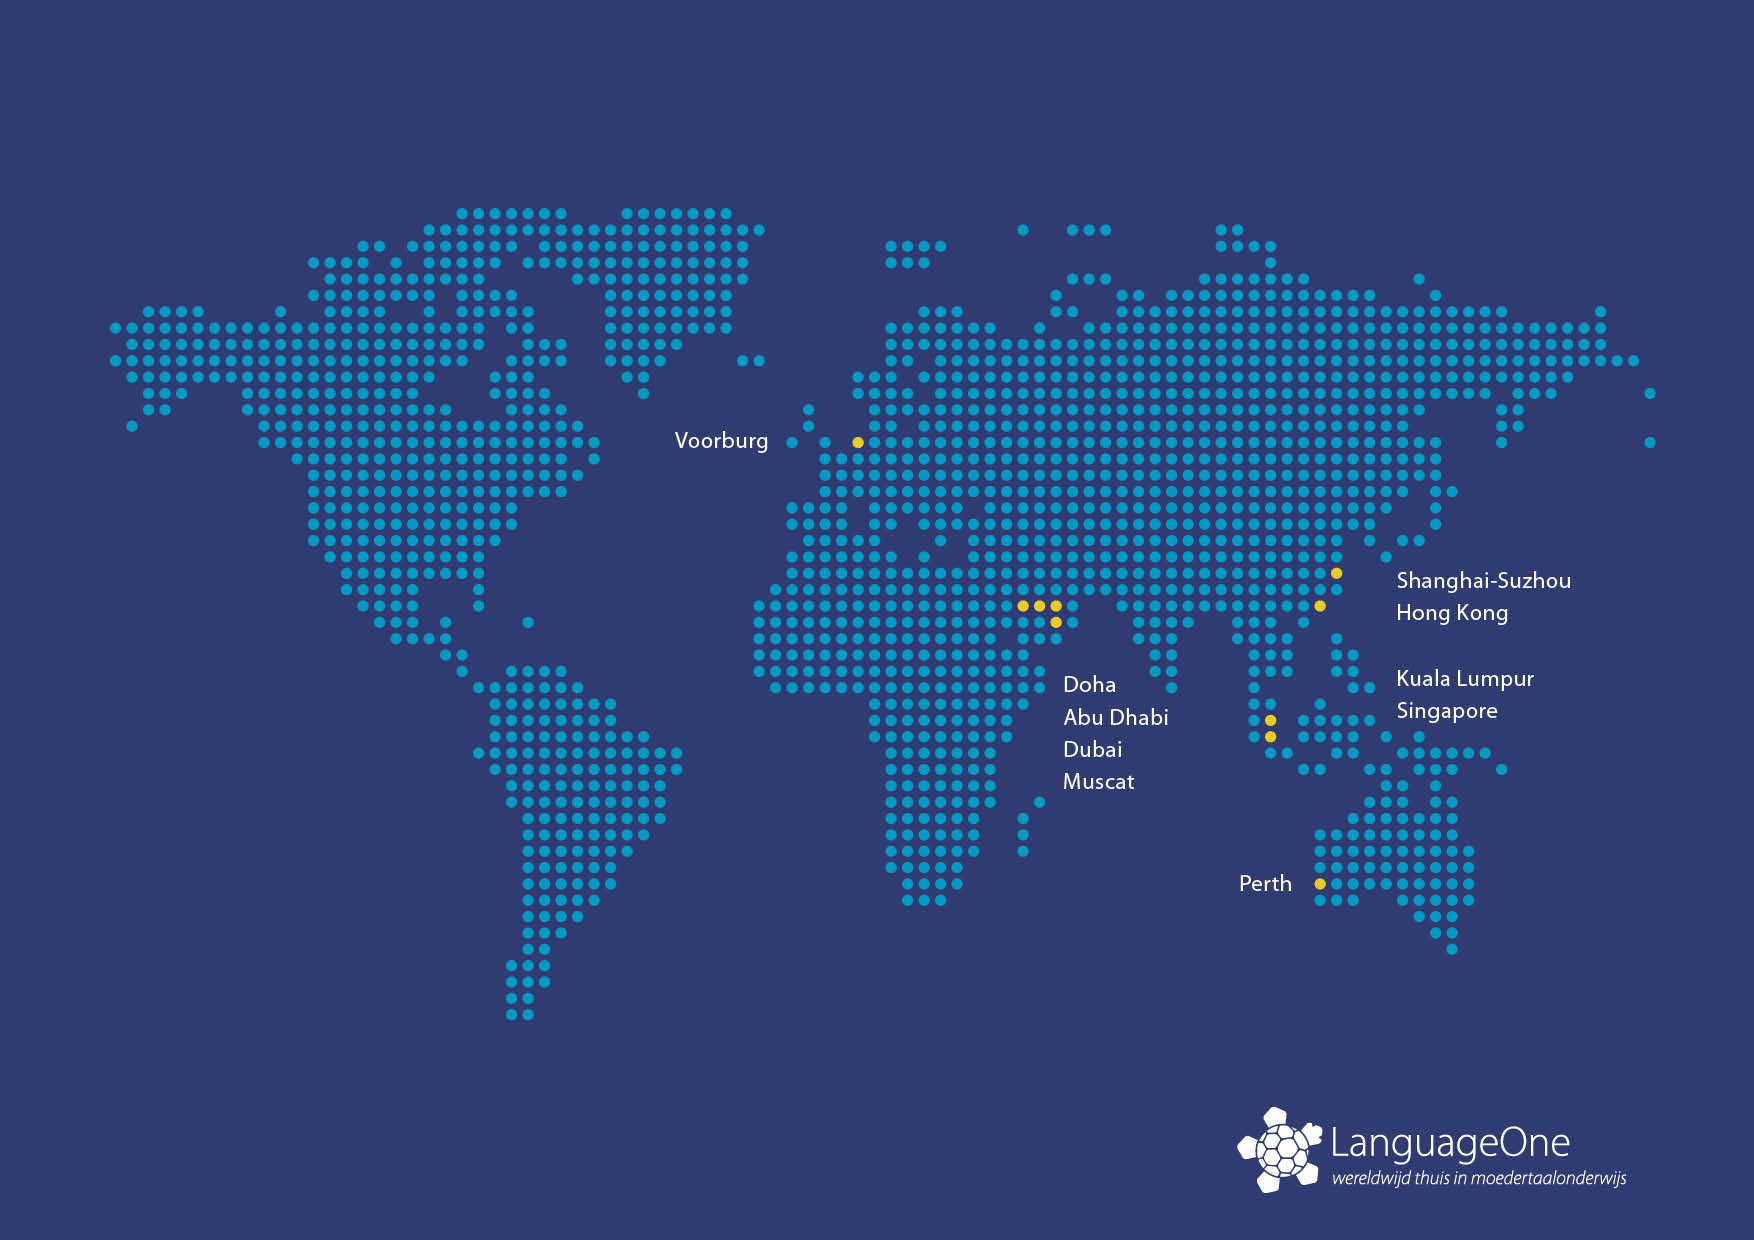 Voorburg
Shanghai-Suzhou
Hong Kong
Kuala Lumpur
Singapore
Doha
Abu Dhabi
Dubai
Muscat
Perth
LanguageOne
wereldwijd thuis in moedertaalonderwijs